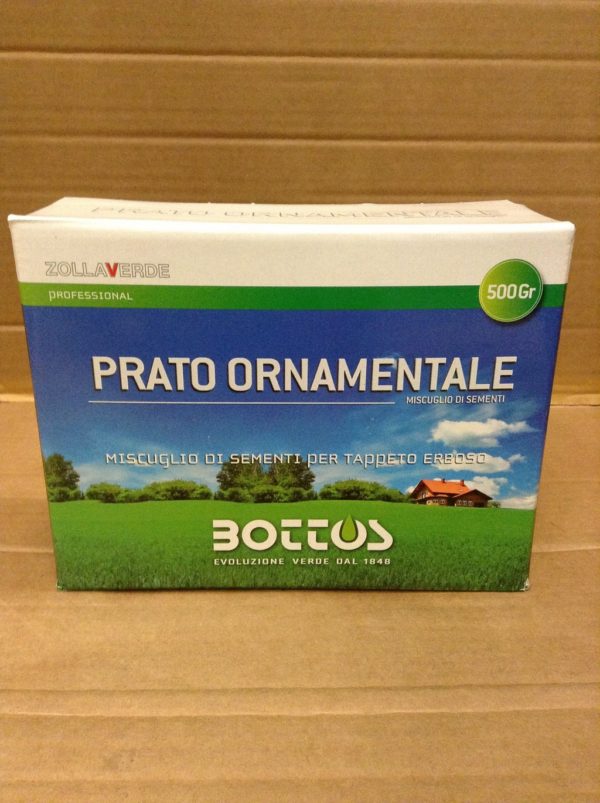 PRATO ORNAMENTALE
ZOLLAVERDE
PROFESSIONAL
500Gr
PRATO ORNAMENTALE
MISCUGLIO DI SEMENTI
MISCUGLIO DI SEMENTI PER TAPPETO ERBOSO
BOTTOS
EVOLUZIONE VERDE DAL 1848